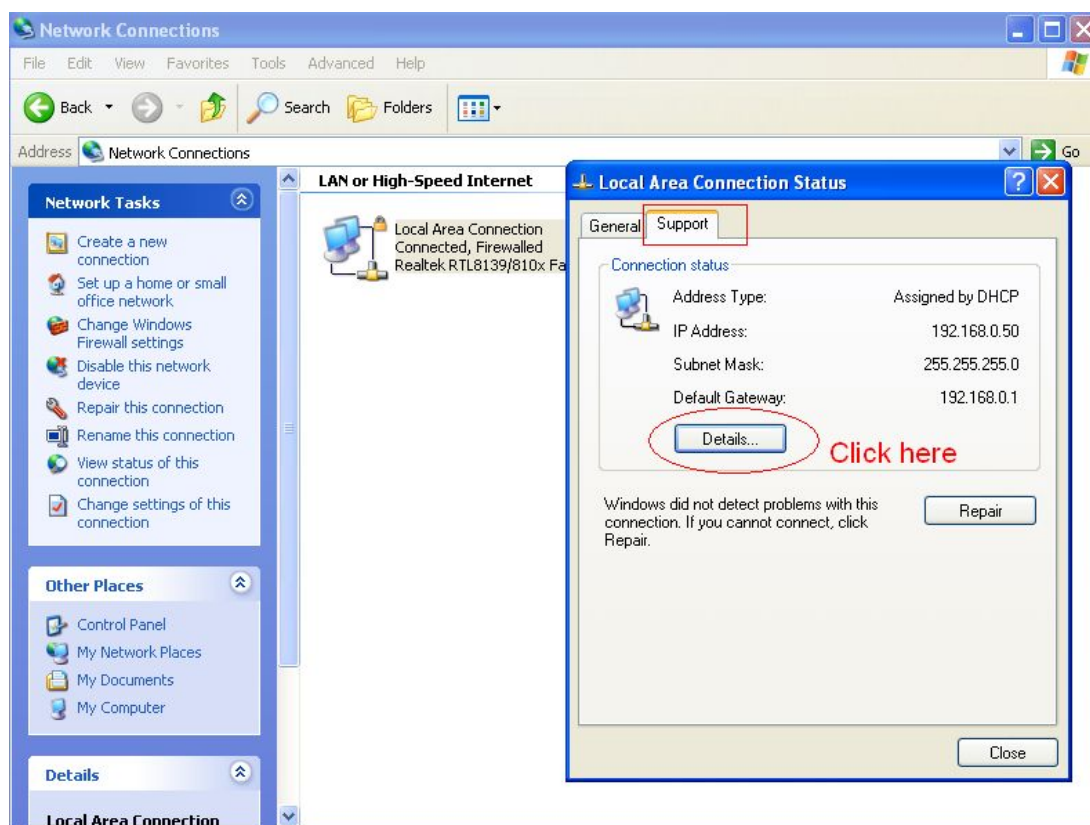 Network Connections
File Edit View Favorites Tools Advanced Help
Back Search Folders
Address Network Connections Go
Network Tasks
Create a new
connection
Set up a home or small
office network
Change Windows
Firewall settings
Disable this network
device
Repair this connection
Rename this connection
View status of this
connection
Change settings of this
connection
Other Places
Control Panel
My Network Places
My Documents
My Computer
Details
Local Area Connection
LAN or High-Speed Internet
Local Area Connection
Connected, Firewalled
Realtek RTL8139/810x Fa
Local Area Connection Status
General Support
Connection status
Address Type: Assigned by DHCP
IP Address: 192.168.0.50
Subnet Mask: 255.255.255.0
Default Gateway: 192.168.0.1
Details...
Click here
Windows did not detect problems with this
connection. If you cannot connect, click
Repair.
Repair
Close